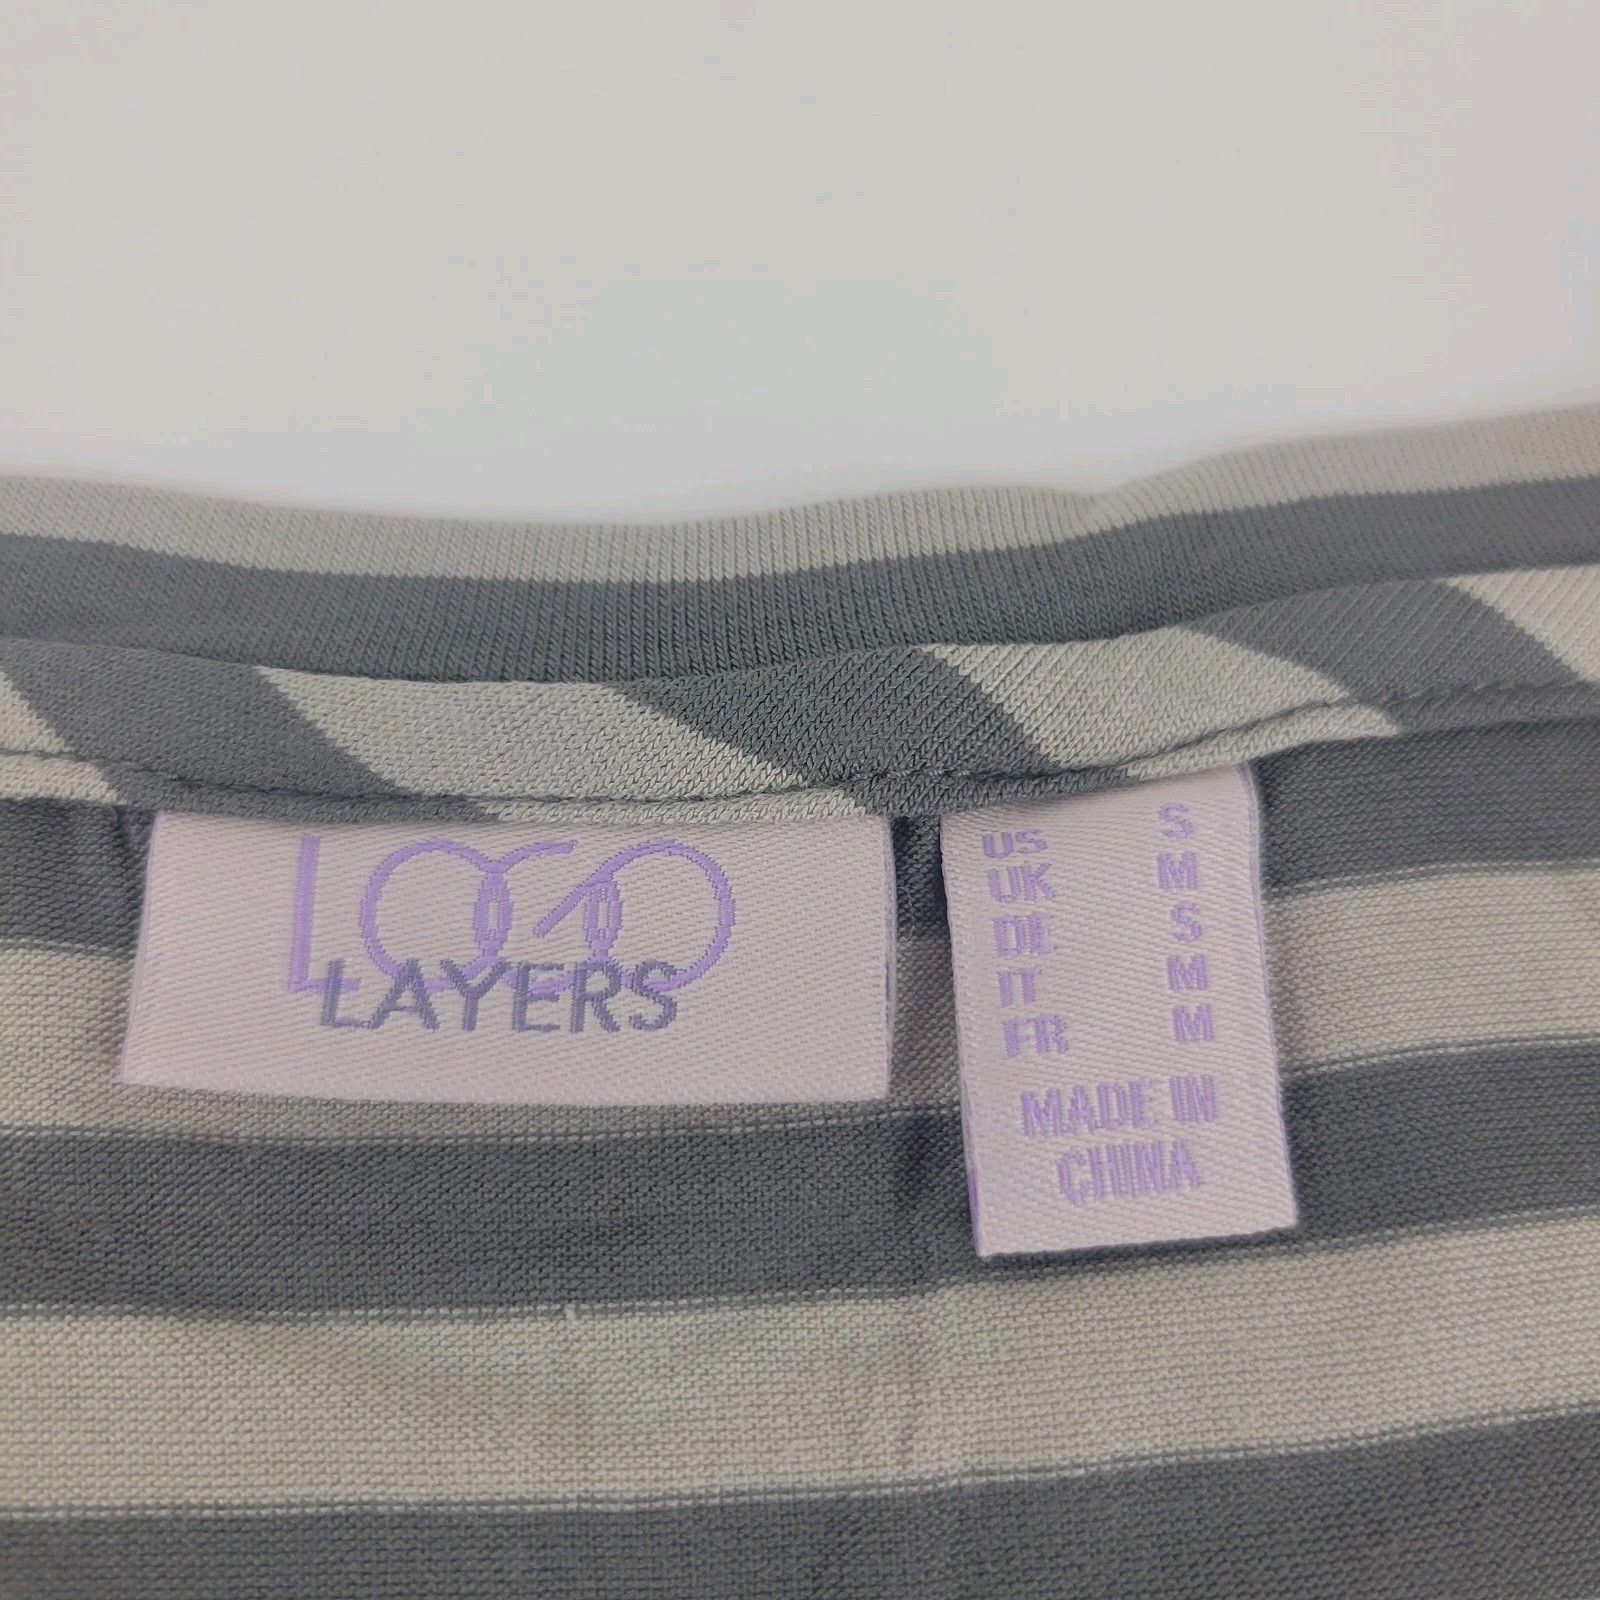 LOGO
LAYERS
US S
UK M
DE S
IT M
FR M
MADE IN
CHINA